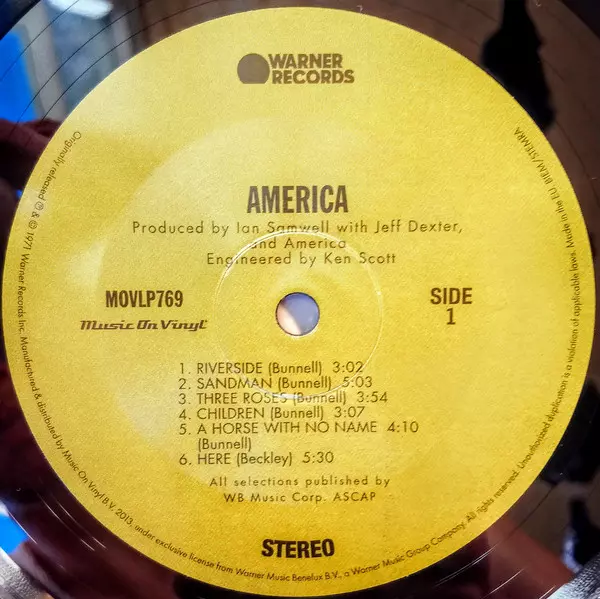 WARNER
RECORDS
AMERICA
Produced by Ian Samwell with Jeff Dexter,
and America
Engineered by Ken Scott
MOVLP769
Music On Vinyl
SIDE
1
1. RIVERSIDE (Bunnell) 3:02
2. SANDMAN (Bunnell) 5:03
3. THREE ROSES (Bunnell) 3:54
4. CHILDREN (Bunnell) 3:07
5. A HORSE WITH NO NAME 4:10
(Bunnell)
6. HERE (Beckley) 5:30
All selections published by
WB Music Corp. ASCAP
STEREO
Originally released ℗ & © 1971 Warner Records Inc. Manufactured & distributed by Music On Vinyl B.V. 2013, under exclusive license from Warner Music Benelux B.V., a Warner Music Group Company. All rights reserved. Unauthorized duplication is a violation of applicable laws. Made in the EU BIEM/STEMRA